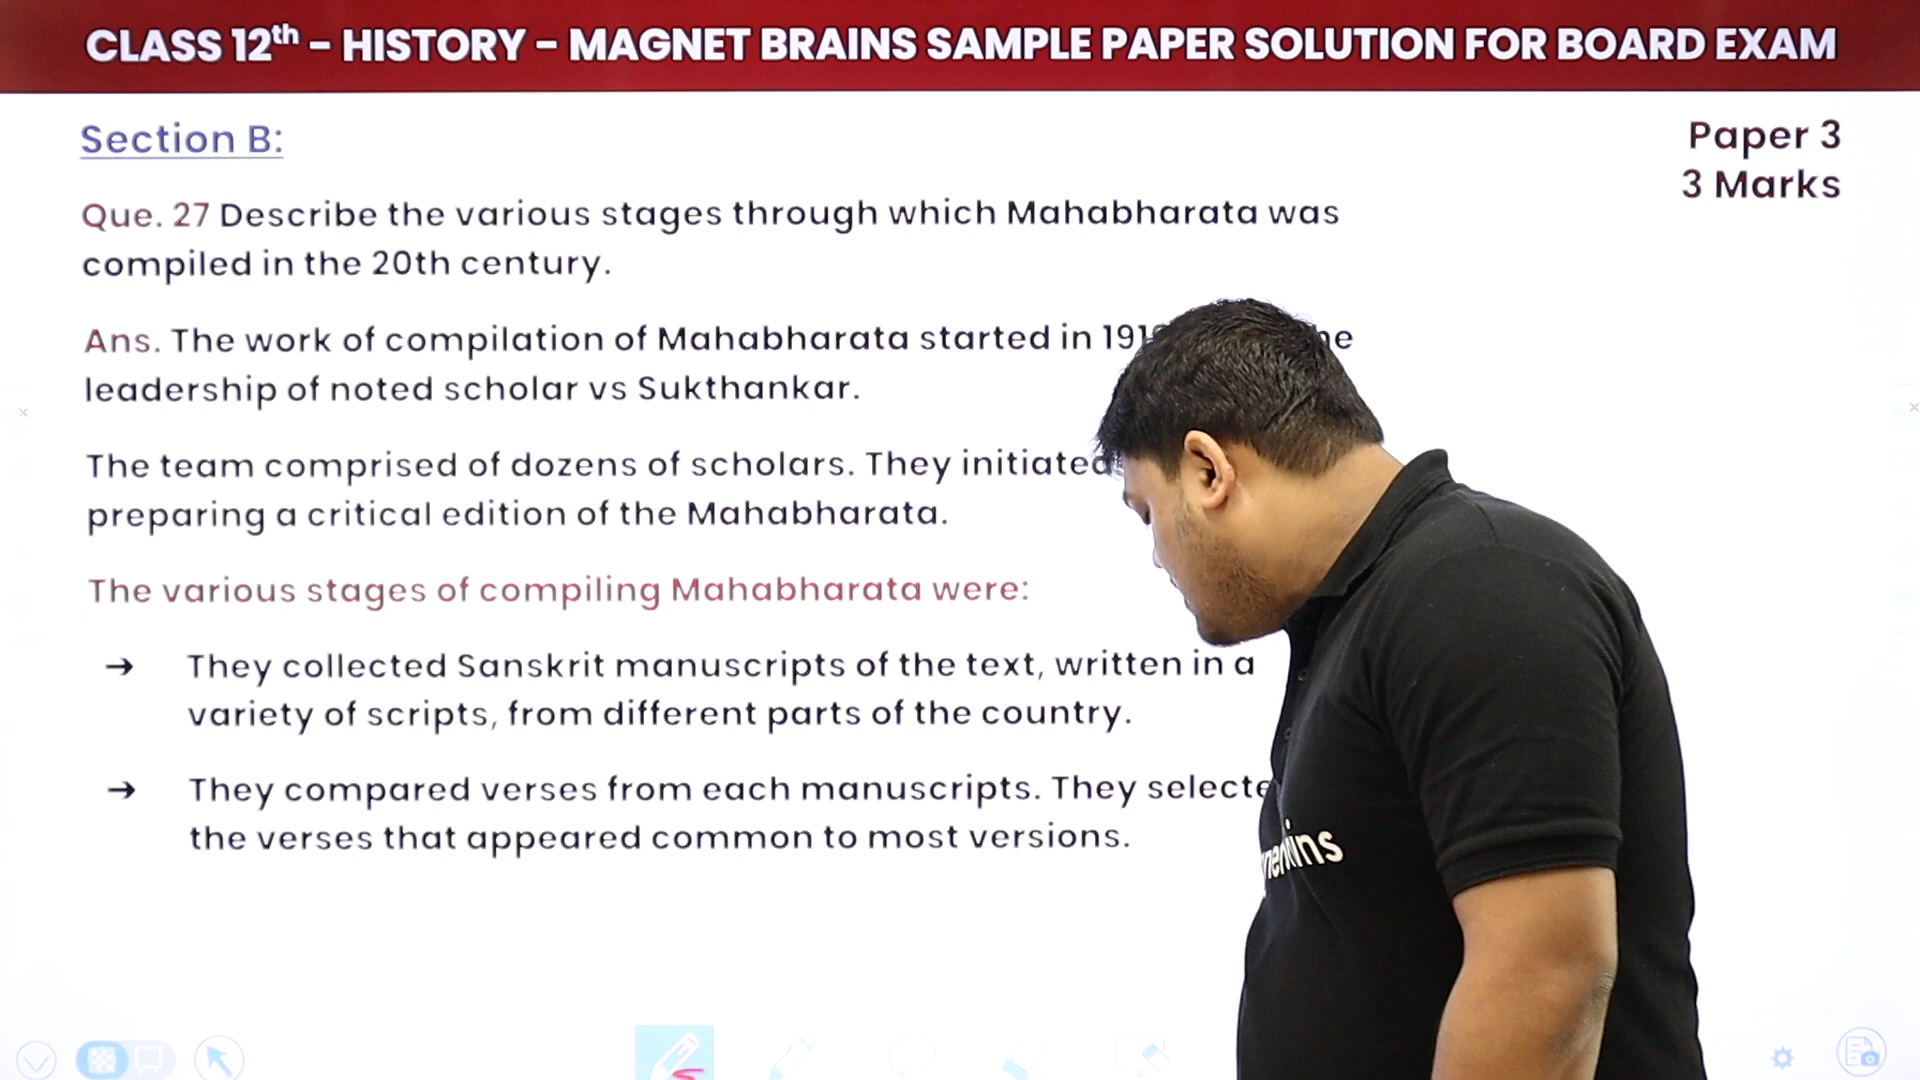 CLASS 12th - HISTORY - MAGNET BRAINS SAMPLE PAPER SOLUTION FOR BOARD EXAM
Section B:
Paper 3
3 Marks
Que. 27 Describe the various stages through which Mahabharata was
compiled in the 20th century.
Ans. The work of compilation of Mahabharata started in
leadership of noted scholar vs Sukthankar.
The team comprised of dozens of scholars. They initiated
preparing a critical edition of the Mahabharata.
The various stages of compiling Mahabharata were:
→ They collected Sanskrit manuscripts of the text, written in a
variety of scripts, from different parts of the country.
→ They compared verses from each manuscripts. They
the verses that appeared common to most versions.